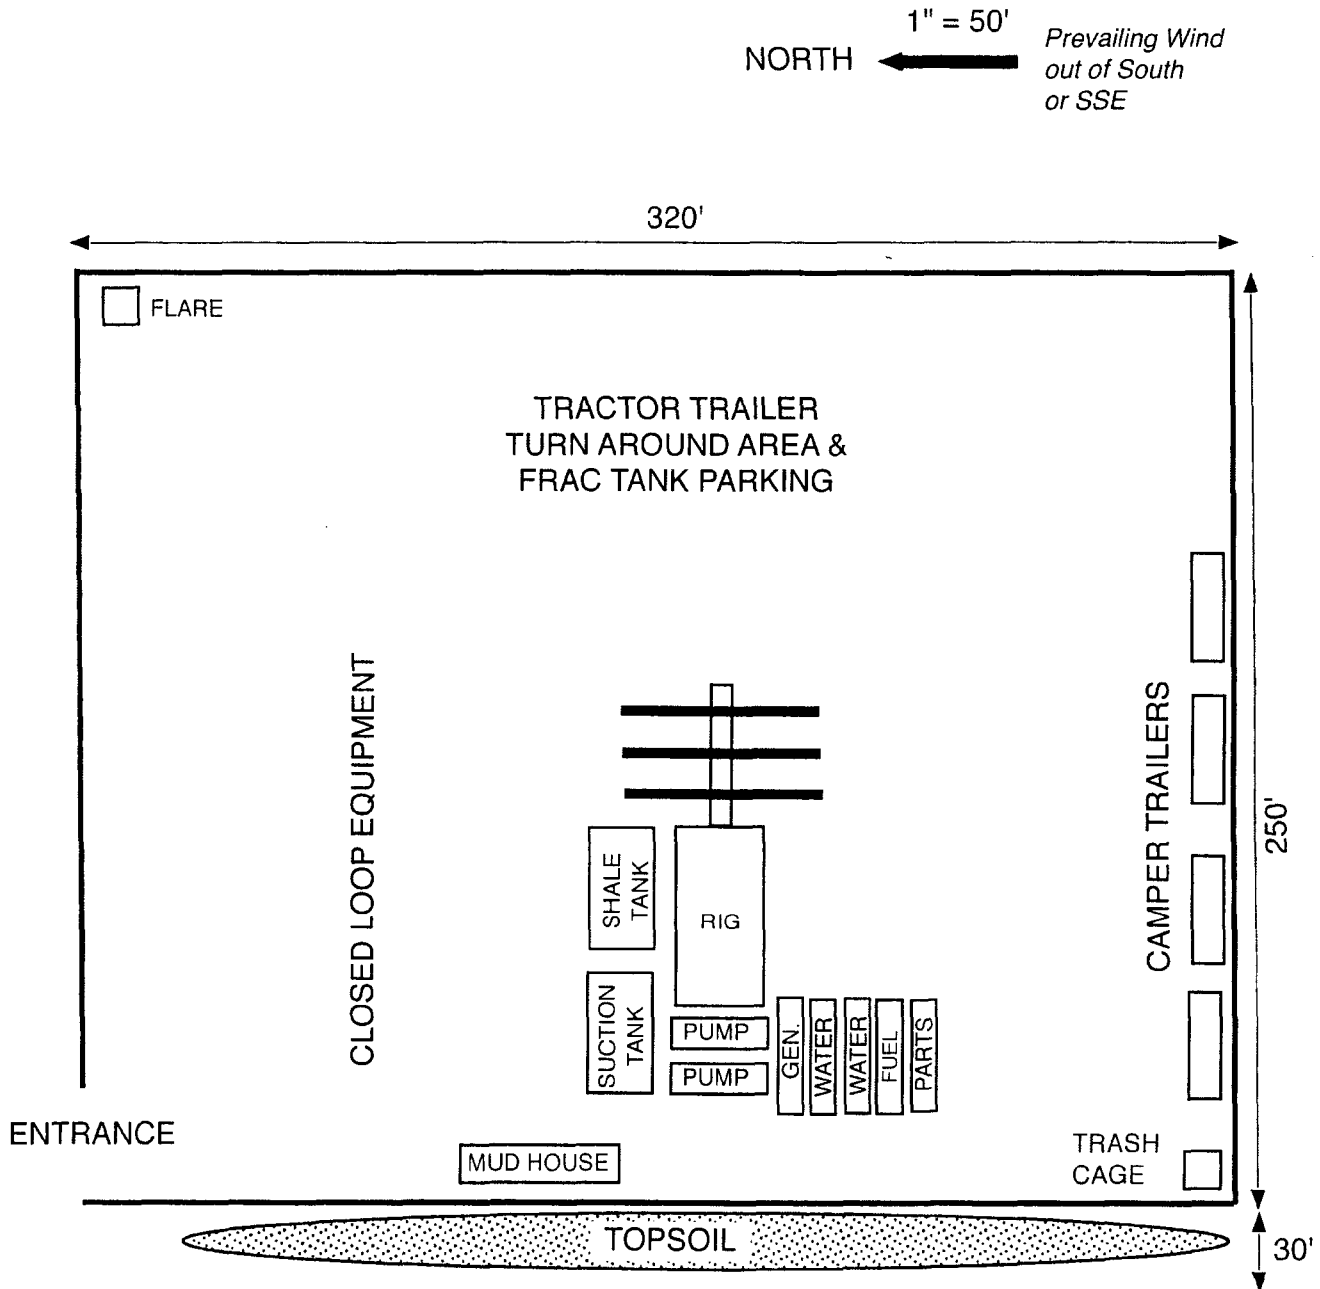 1" = 50'
NORTH
Prevailing Wind
out of South
or SSE
320'
FLARE
TRACTOR TRAILER
TURN AROUND AREA &
FRAC TANK PARKING
CLOSED LOOP EQUIPMENT
CAMPER TRAILERS
250'
SHALE
TANK
RIG
SUCTION
TANK
PUMP
PUMP
GEN.
WATER
WATER
FUEL
PARTS
ENTRANCE
MUD HOUSE
TRASH
CAGE
TOPSOIL
30'